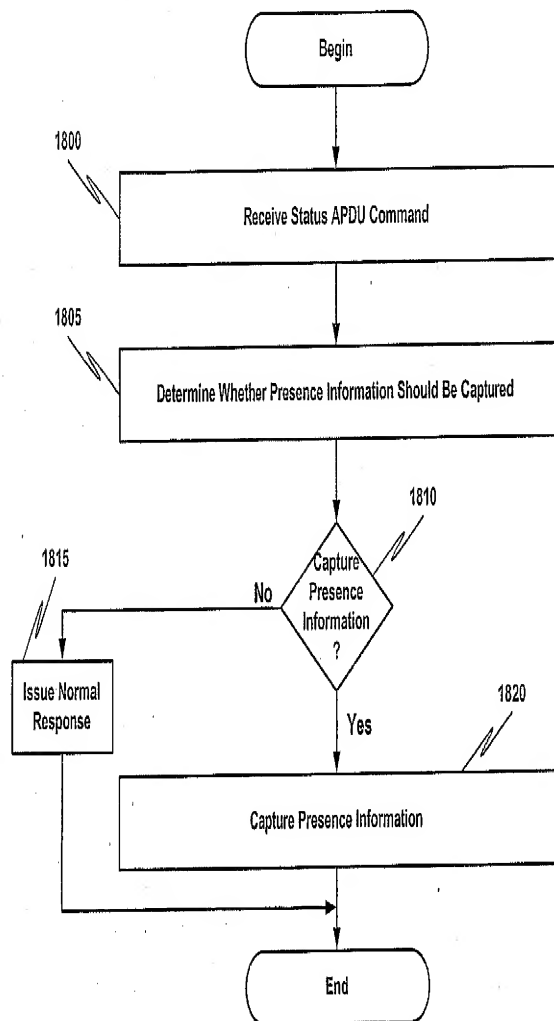 Begin
1800
Receive Status APDU Command
1805
Determine Whether Presence Information Should Be Captured
1810
Capture
Presence
Information
?
No
1815
Issue Normal
Response
Yes
1820
Capture Presence Information
End